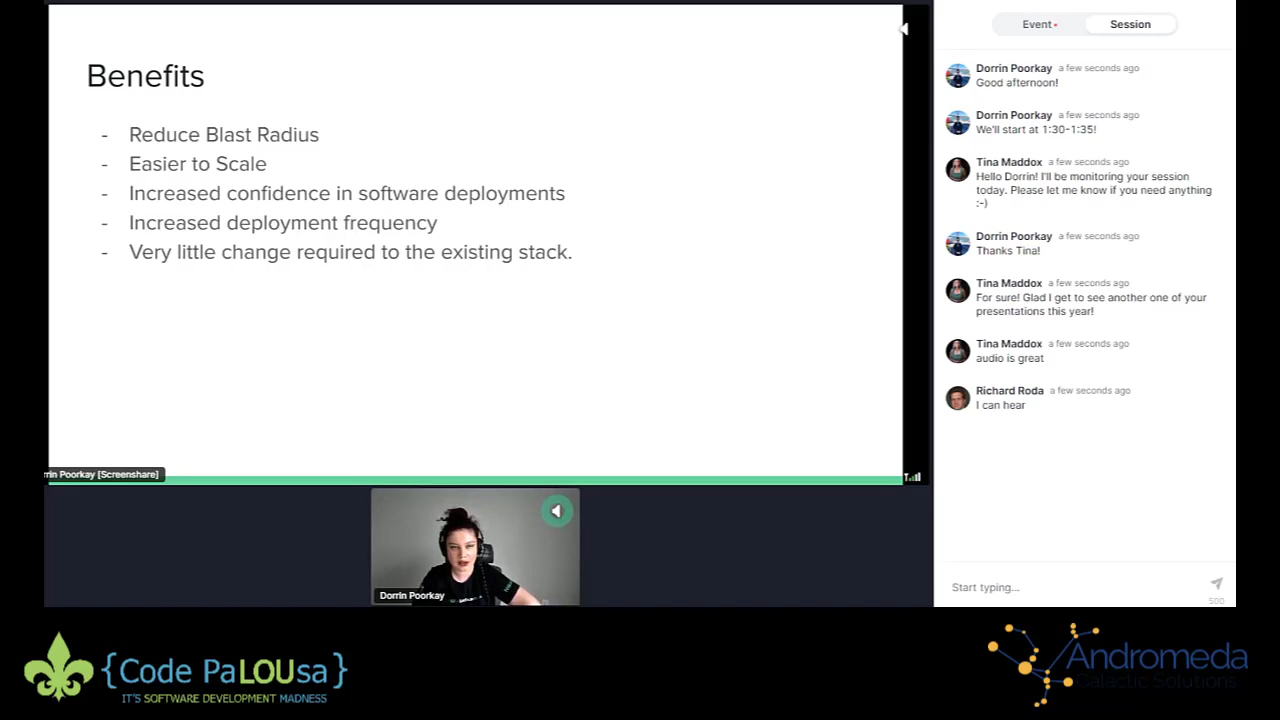 Benefits
- Reduce Blast Radius
- Easier to Scale
- Increased confidence in software deployments
- Increased deployment frequency
- Very little change required to the existing stack.
rrin Poorkay [Screenshare]
Dorrin Poorkay
Event
Session
Dorrin Poorkay a few seconds ago
Good afternoon!
Dorrin Poorkay a few seconds ago
We'll start at 1:30-1:35!
Tina Maddox a few seconds ago
Hello Dorrin! I'll be monitoring your session
today. Please let me know if you need anything
:-)
Dorrin Poorkay a few seconds ago
Thanks Tina!
Tina Maddox a few seconds ago
For sure! Glad I get to see another one of your
presentations this year!
Tina Maddox a few seconds ago
audio is great
Richard Roda a few seconds ago
I can hear
Start typing...
500
{Code PaLOUsa}
IT'S SOFTWARE DEVELOPMENT MADNESS
Andromeda
Galactic Solutions